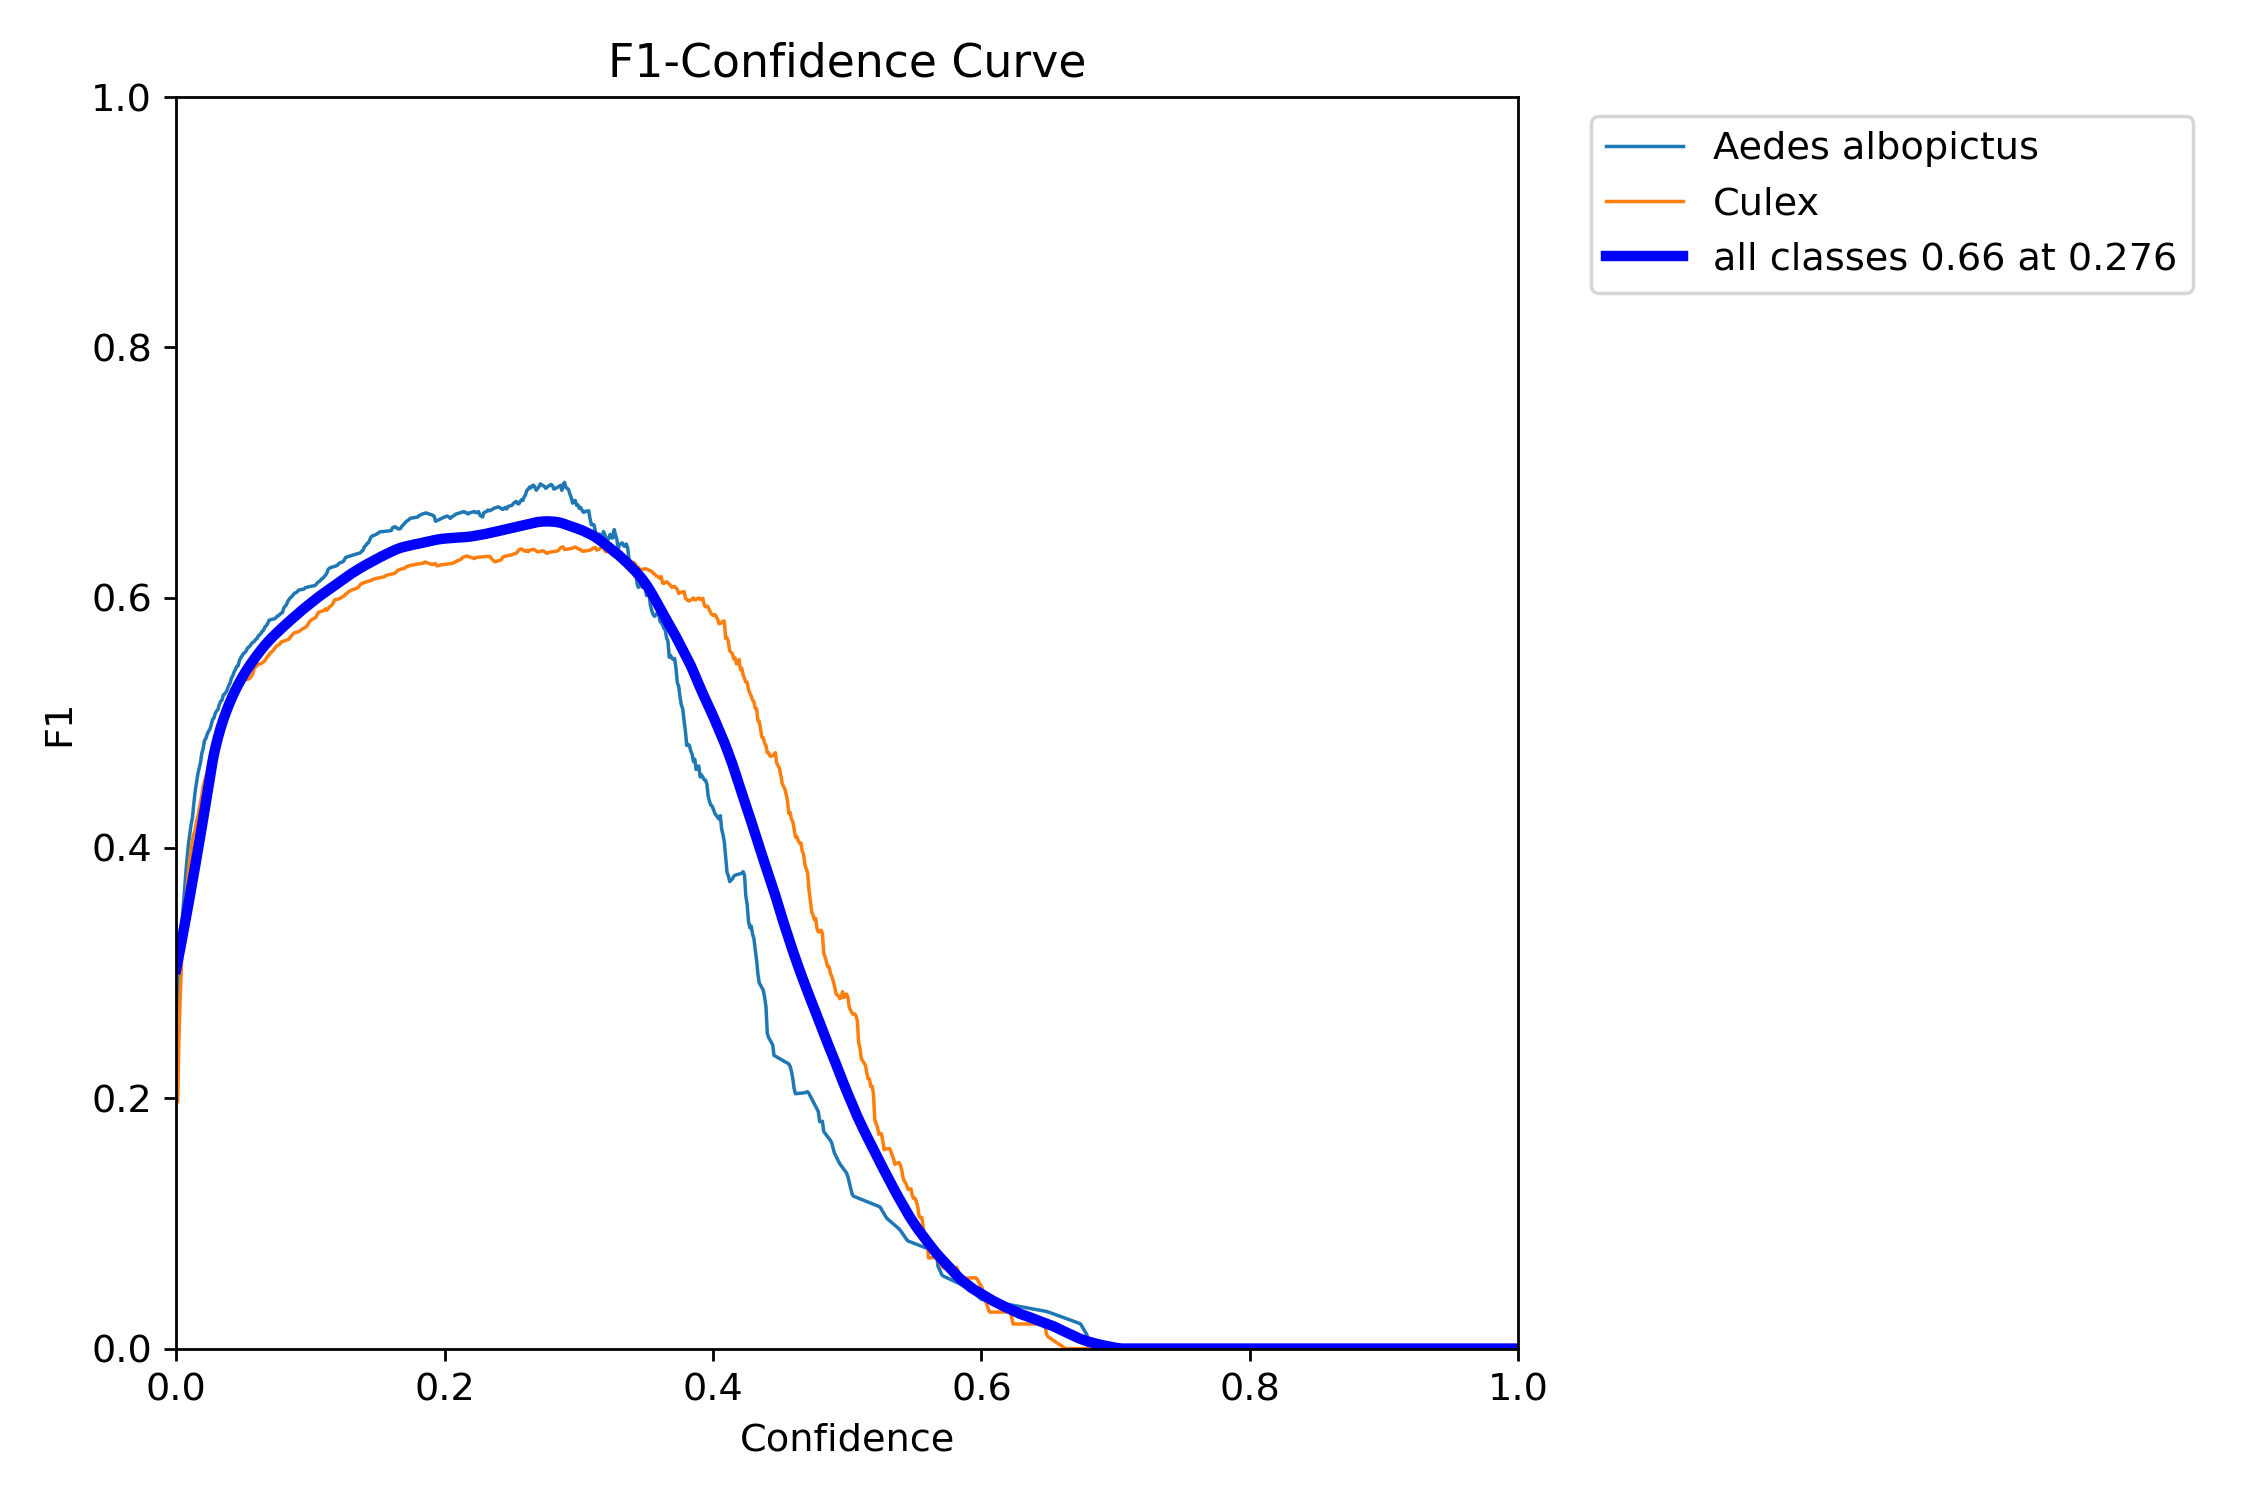 F1-Confidence Curve
1.0
0.8
0.6
0.4
0.2
0.0
F1
0.0 0.2 0.4 0.6 0.8 1.0
Confidence
Aedes albopictus
Culex
all classes 0.66 at 0.276